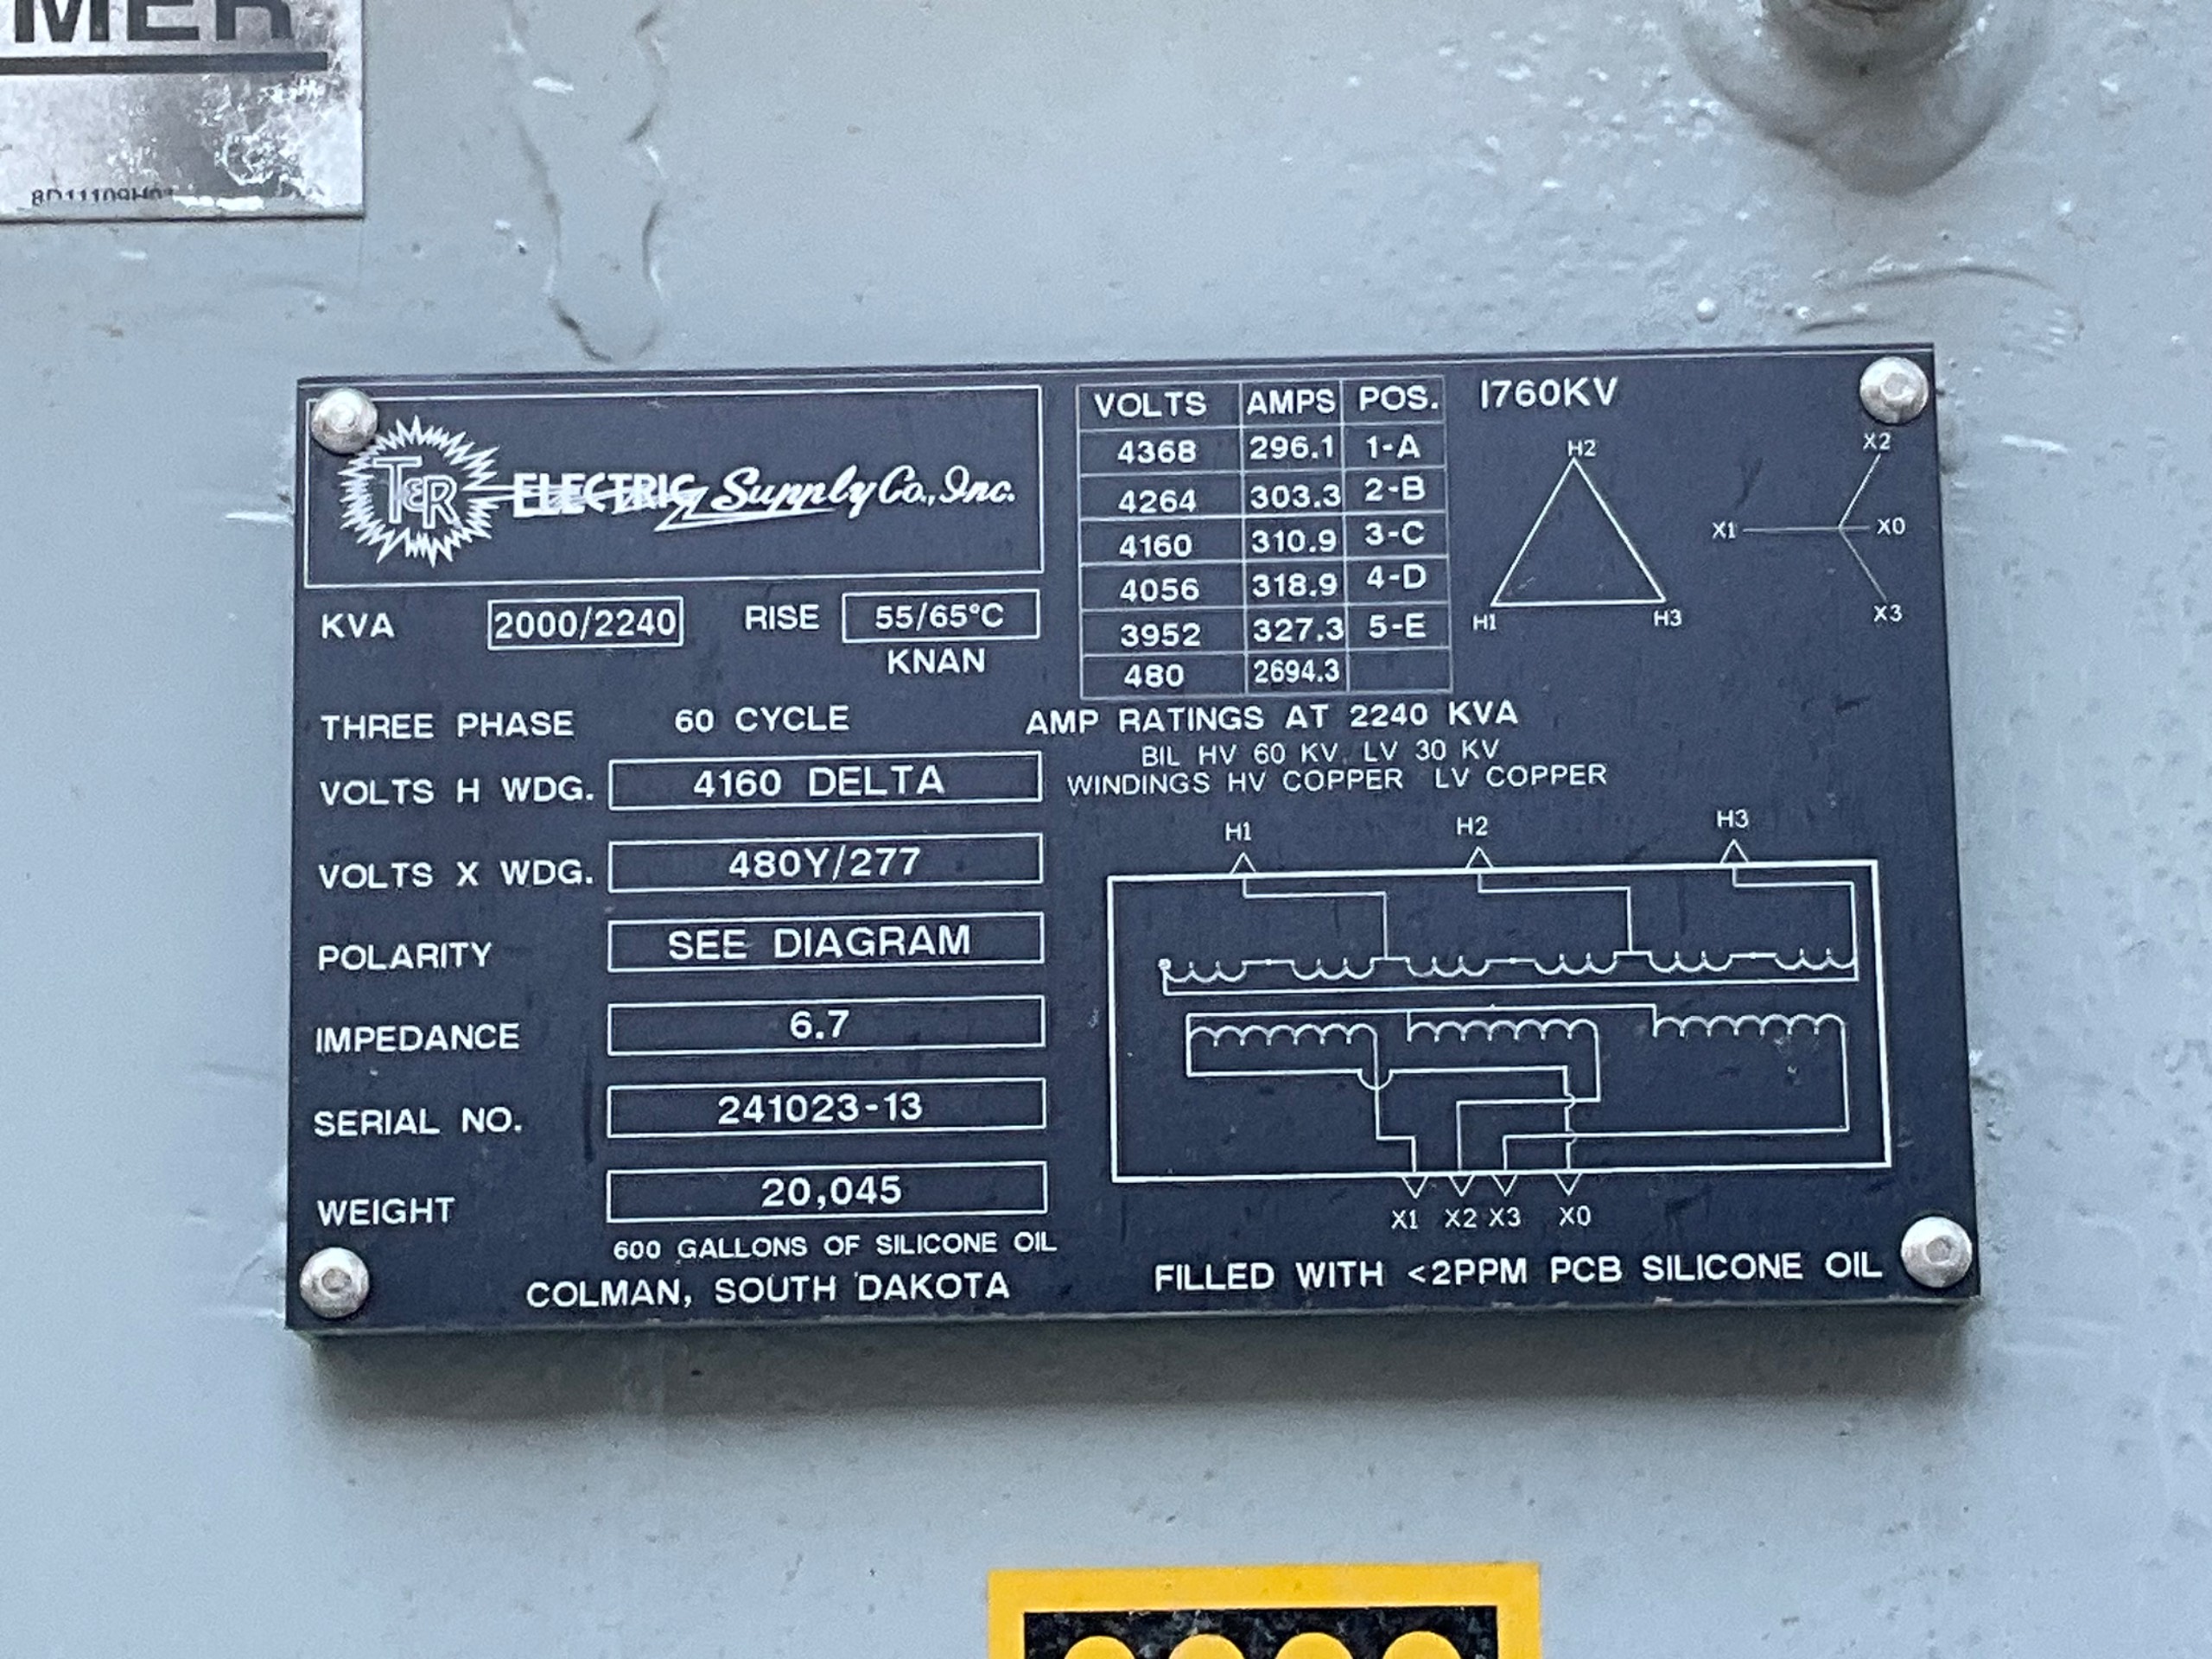 MER
T&R ELECTRIC Supply Co., Inc.
KVA 2000/2240 RISE 55/65°C
KNAN
THREE PHASE 60 CYCLE
VOLTS H WDG. 4160 DELTA
VOLTS X WDG. 480Y/277
POLARITY SEE DIAGRAM
IMPEDANCE 6.7
SERIAL NO. 241023-13
WEIGHT 20,045
600 GALLONS OF SILICONE OIL
COLMAN, SOUTH DAKOTA
VOLTS AMPS POS.
4368 296.1 1-A
4264 303.3 2-B
4160 310.9 3-C
4056 318.9 4-D
3952 327.3 5-E
480 2694.3
AMP RATINGS AT 2240 KVA
BIL HV 60 KV LV 30 KV
WINDINGS HV COPPER LV COPPER
1760KV
H2
H1 H3
X2
X1 X0
X3
H1 H2 H3
X1 X2 X3 X0
FILLED WITH <2PPM PCB SILICONE OIL